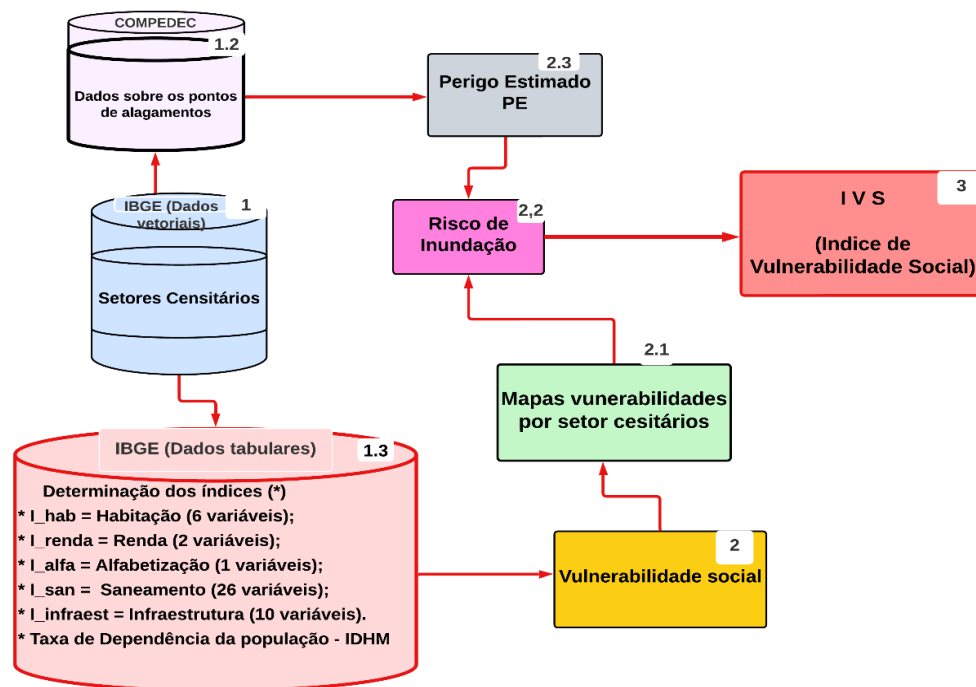 COMPEDEC
1.2
Dados sobre os pontos
de alagamentos
2.3
Perigo Estimado
PE
IBGE (Dados
vetoriais)
1
Setores Censitários
2,2
Risco de
Inundação
3
I V S
(Indice de
Vulnerabilidade Social)
2.1
Mapas vunerabilidades
por setor cesitários
IBGE (Dados tabulares)
1.3
Determinação dos índices (*)
* I_hab = Habitação (6 variáveis);
* I_renda = Renda (2 variáveis);
* I_alfa = Alfabetização (1 variáveis);
* I_san = Saneamento (26 variáveis);
* I_infraest = Infraestrutura (10 variáveis).
* Taxa de Dependência da população - IDHM
2
Vulnerabilidade social